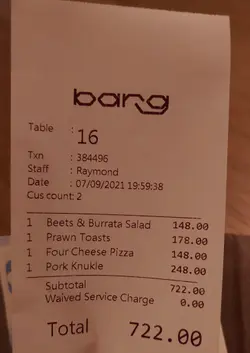 bang
Table : 16
Txn : 384496
Staff : Raymond
Date : 07/09/2021 19:59:38
Cus count: 2
1 Beets & Burrata Salad 148.00
1 Prawn Toasts 178.00
1 Four Cheese Pizza 148.00
1 Pork Knukle 248.00
Subtotal 722.00
Waived Service Charge 0.00
Total 722.00